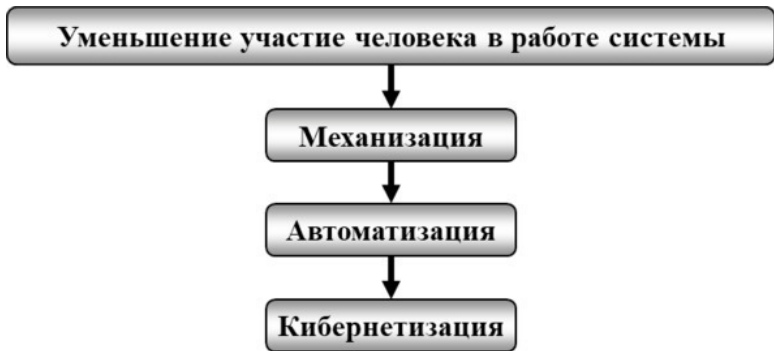 Уменьшение участие человека в работе системы
Механизация
Автоматизация
Кибернетизация